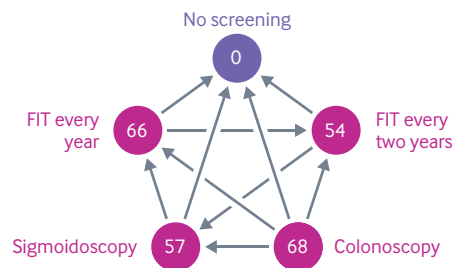 No screening
0
FIT every
year
66
54
FIT every
two years
Sigmoidoscopy
57
68
Colonoscopy